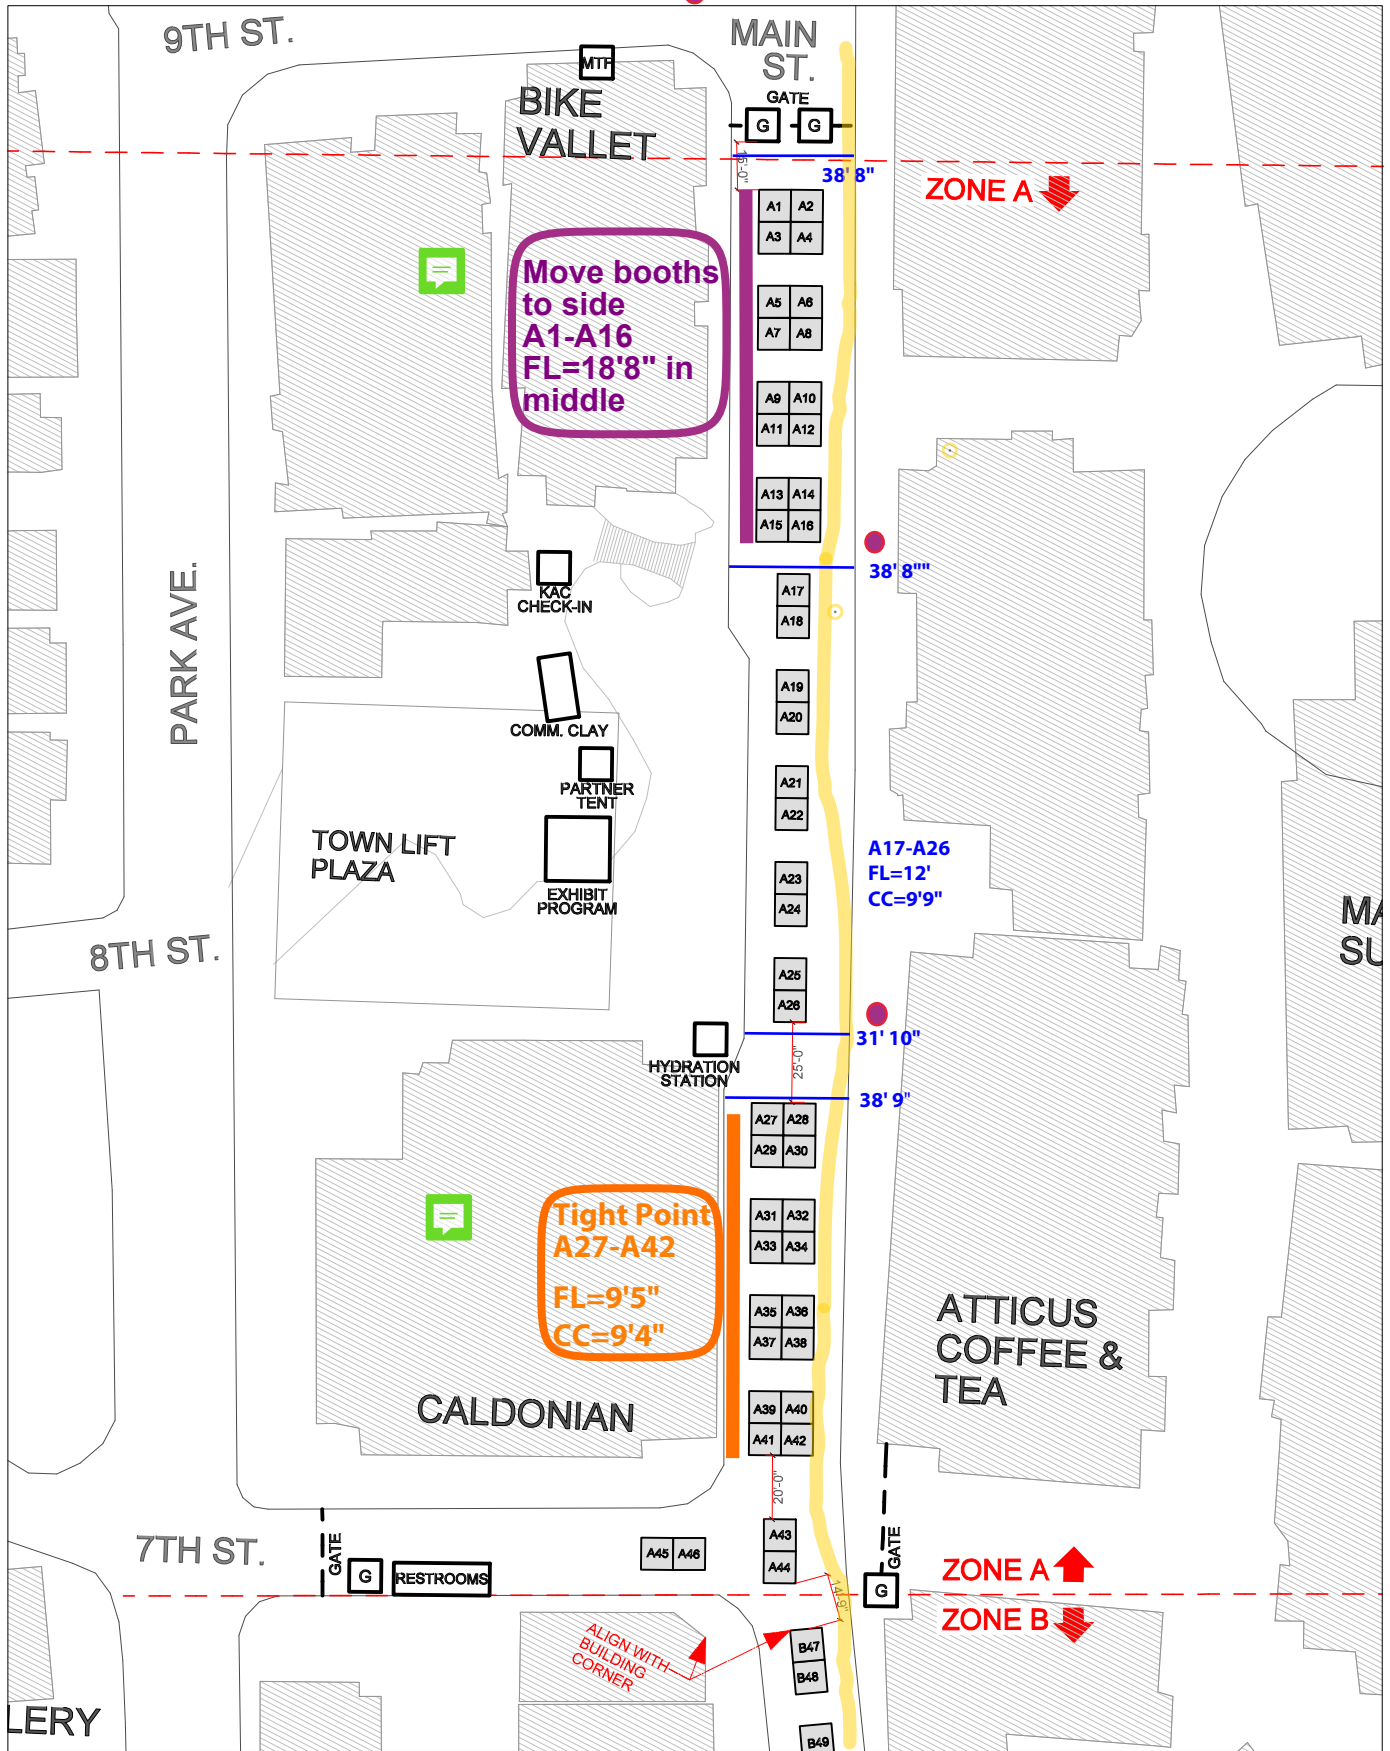 9TH ST.
MAIN
ST.
MTF
BIKE
VALLET
GATE
G
G
15'-0"
38' 8"
ZONE A
A1 A2
A3 A4
Move booths
to side
A1-A16
FL=18'8" in
middle
A5 A6
A7 A8
A9 A10
A11 A12
A13 A14
A15 A16
38' 8""
KAC
CHECK-IN
A17
A18
PARK AVE.
COMM. CLAY
A19
A20
PARTNER
TENT
A21
A22
TOWN LIFT
PLAZA
EXHIBIT
PROGRAM
A17-A26
FL=12'
CC=9'9"
A23
A24
8TH ST.
MA
SU
A25
A26
31' 10"
HYDRATION
STATION
25'-0"
38' 9"
A27 A28
A29 A30
Tight Point
A27-A42
FL=9'5"
CC=9'4"
A31 A32
A33 A34
A35 A36
A37 A38
ATTICUS
COFFEE &
TEA
CALDONIAN
A39 A40
A41 A42
20'-0"
7TH ST.
GATE
G
RESTROOMS
A45 A46
A43
A44
GATE
G
ZONE A
ZONE B
14'-9"
ALIGN WITH
BUILDING
CORNER
B47
B48
LERY
B49